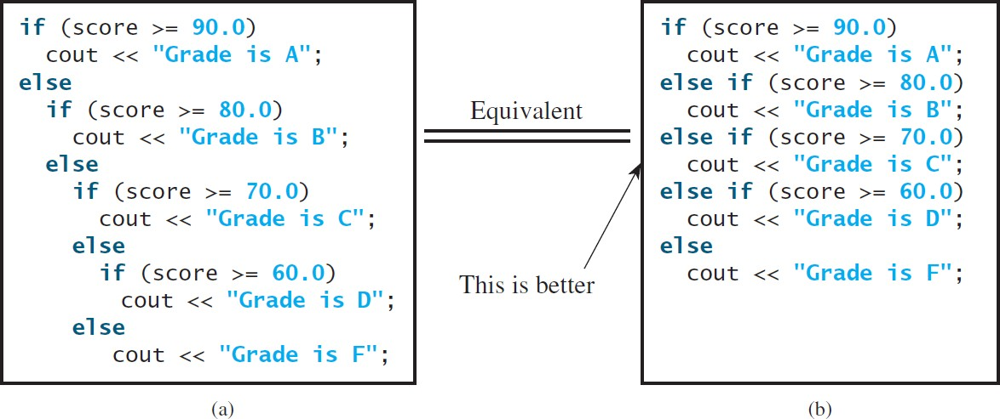 if (score >= 90.0)
  cout << "Grade is A";
else
  if (score >= 80.0)
    cout << "Grade is B";
  else
    if (score >= 70.0)
      cout << "Grade is C";
    else
      if (score >= 60.0)
        cout << "Grade is D";
    else
       cout << "Grade is F";
(a)
Equivalent
This is better
if (score >= 90.0)
  cout << "Grade is A";
else if (score >= 80.0)
  cout << "Grade is B";
else if (score >= 70.0)
  cout << "Grade is C";
else if (score >= 60.0)
  cout << "Grade is D";
else
  cout << "Grade is F";
(b)